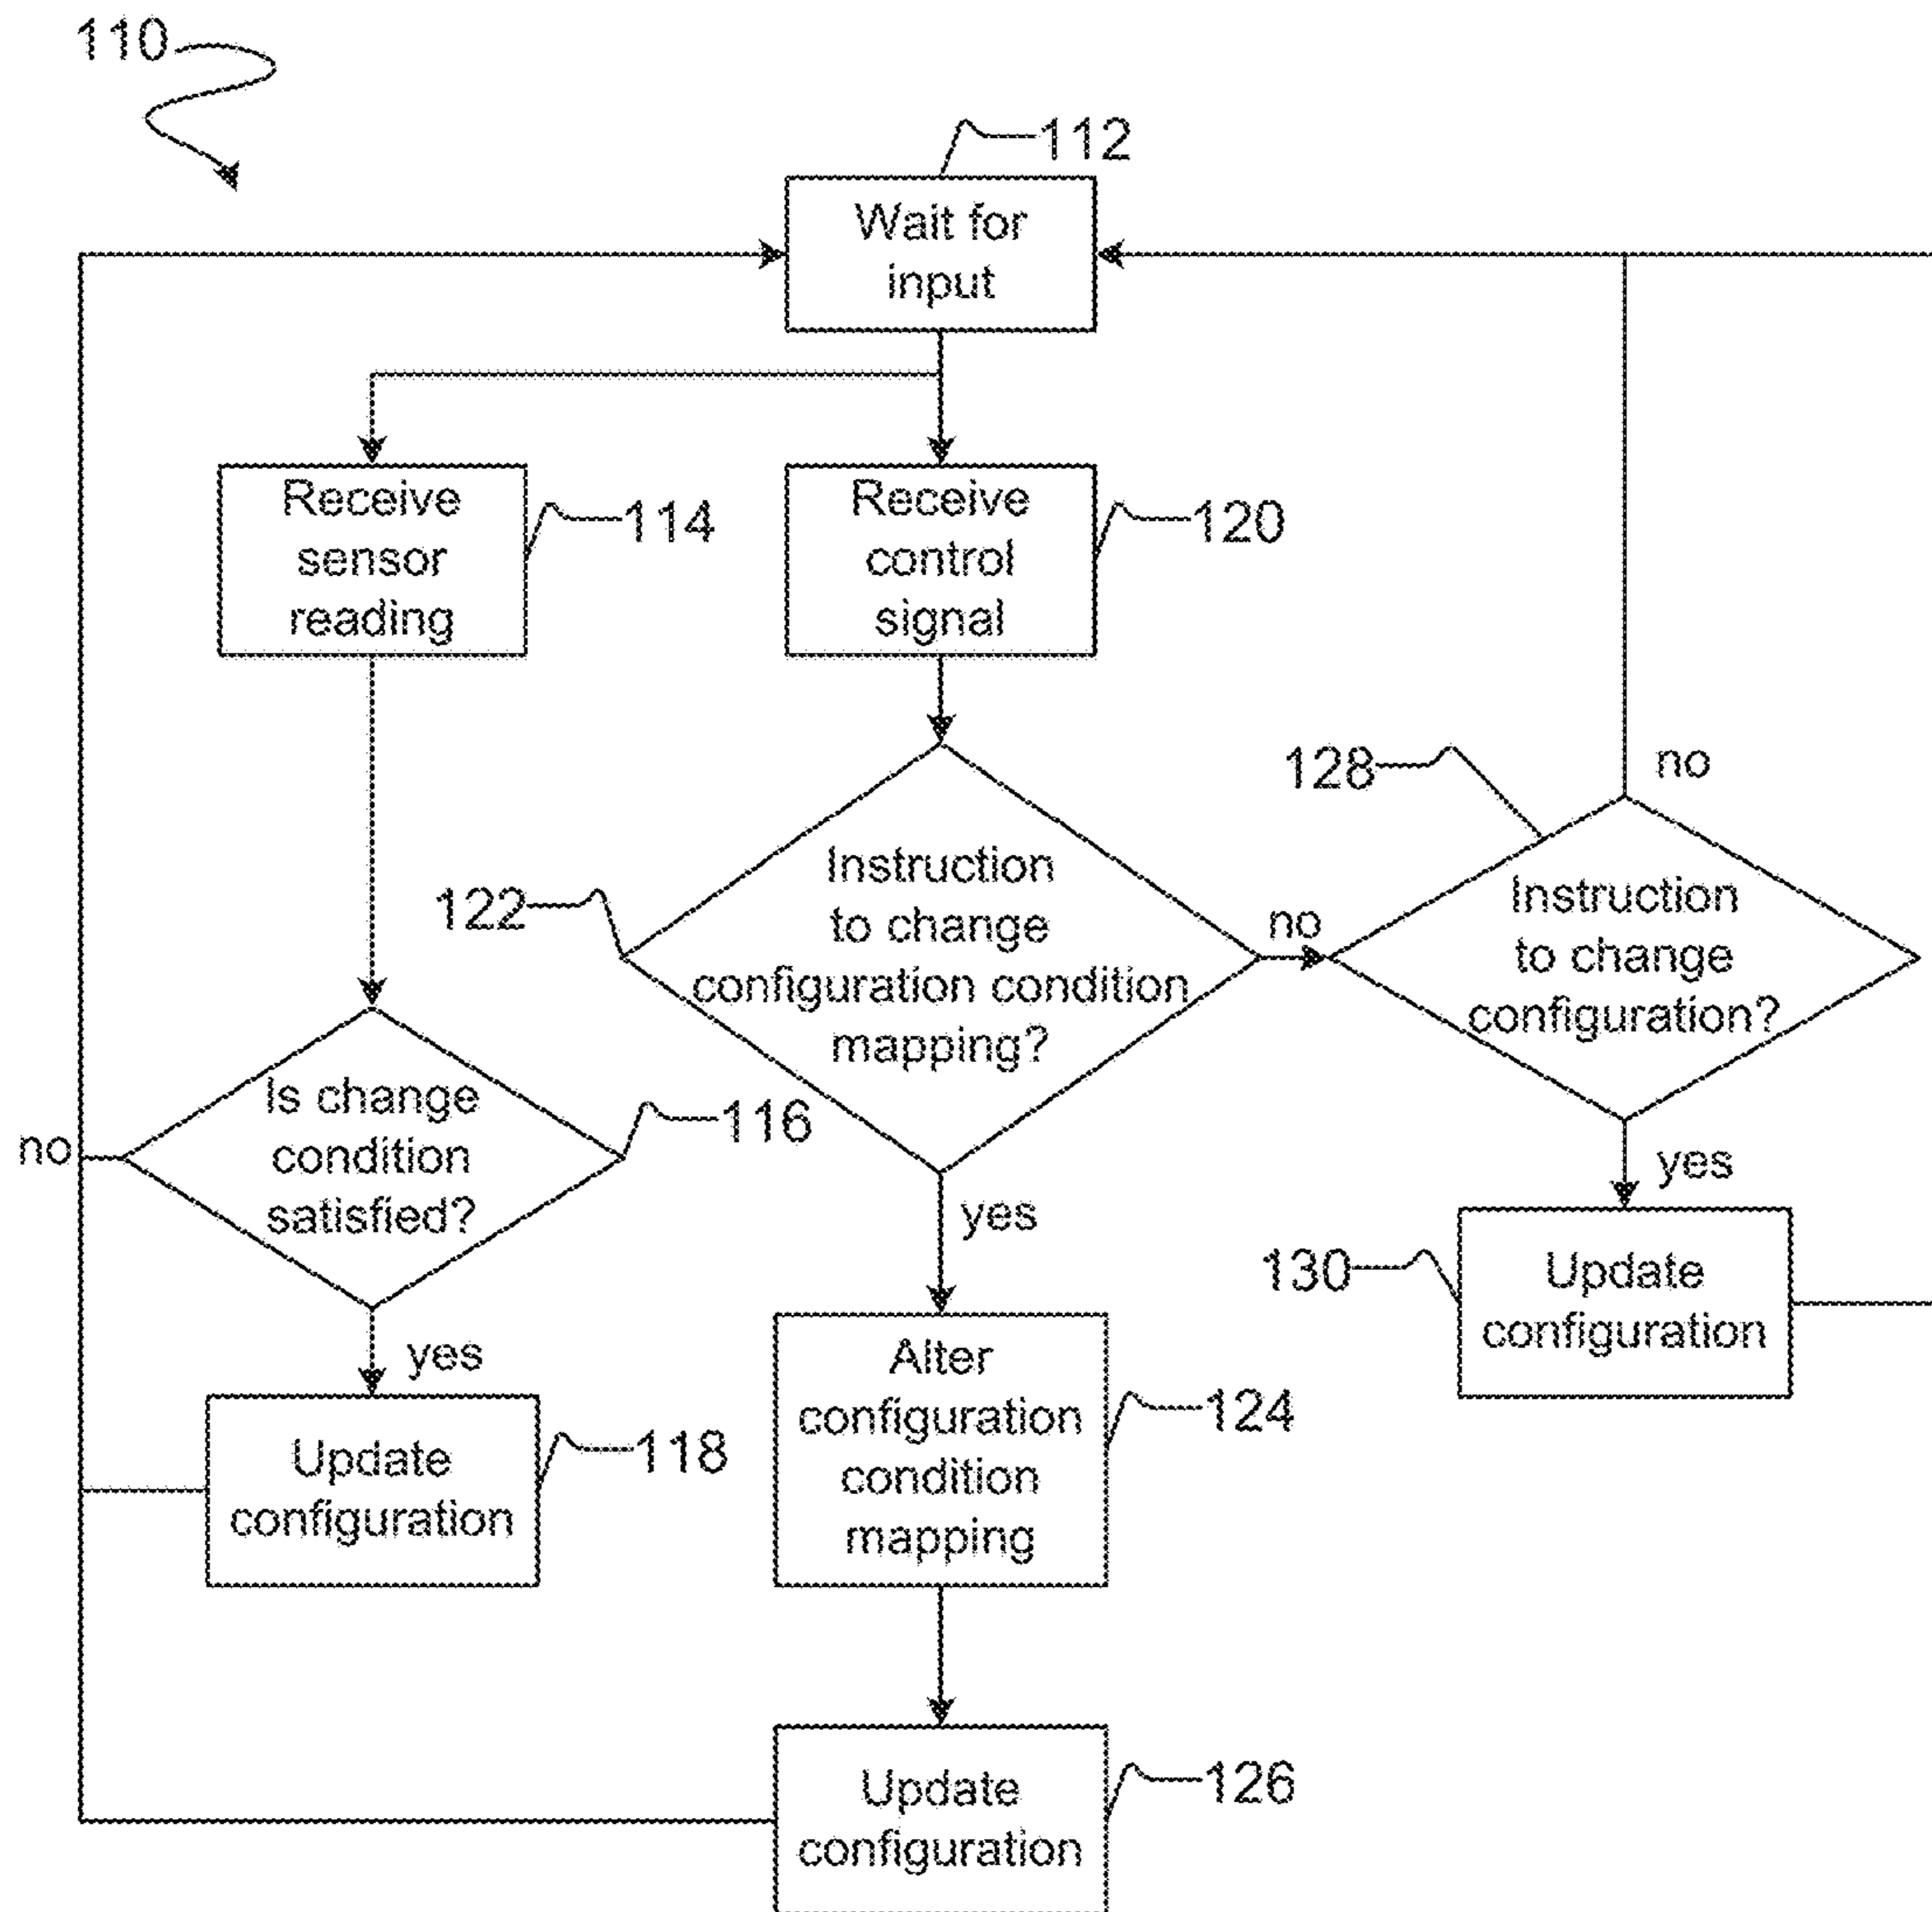 110
112
Wait for
input
Receive
sensor
reading
114
Receive
control
signal
120
128
no
122
Instruction
to change
configuration condition
mapping?
no
Instruction
to change
configuration?
no
Is change
condition
satisfied?
116
yes
yes
130
Update
configuration
yes
Update
configuration
118
Alter
configuration
condition
mapping
124
Update
configuration
126